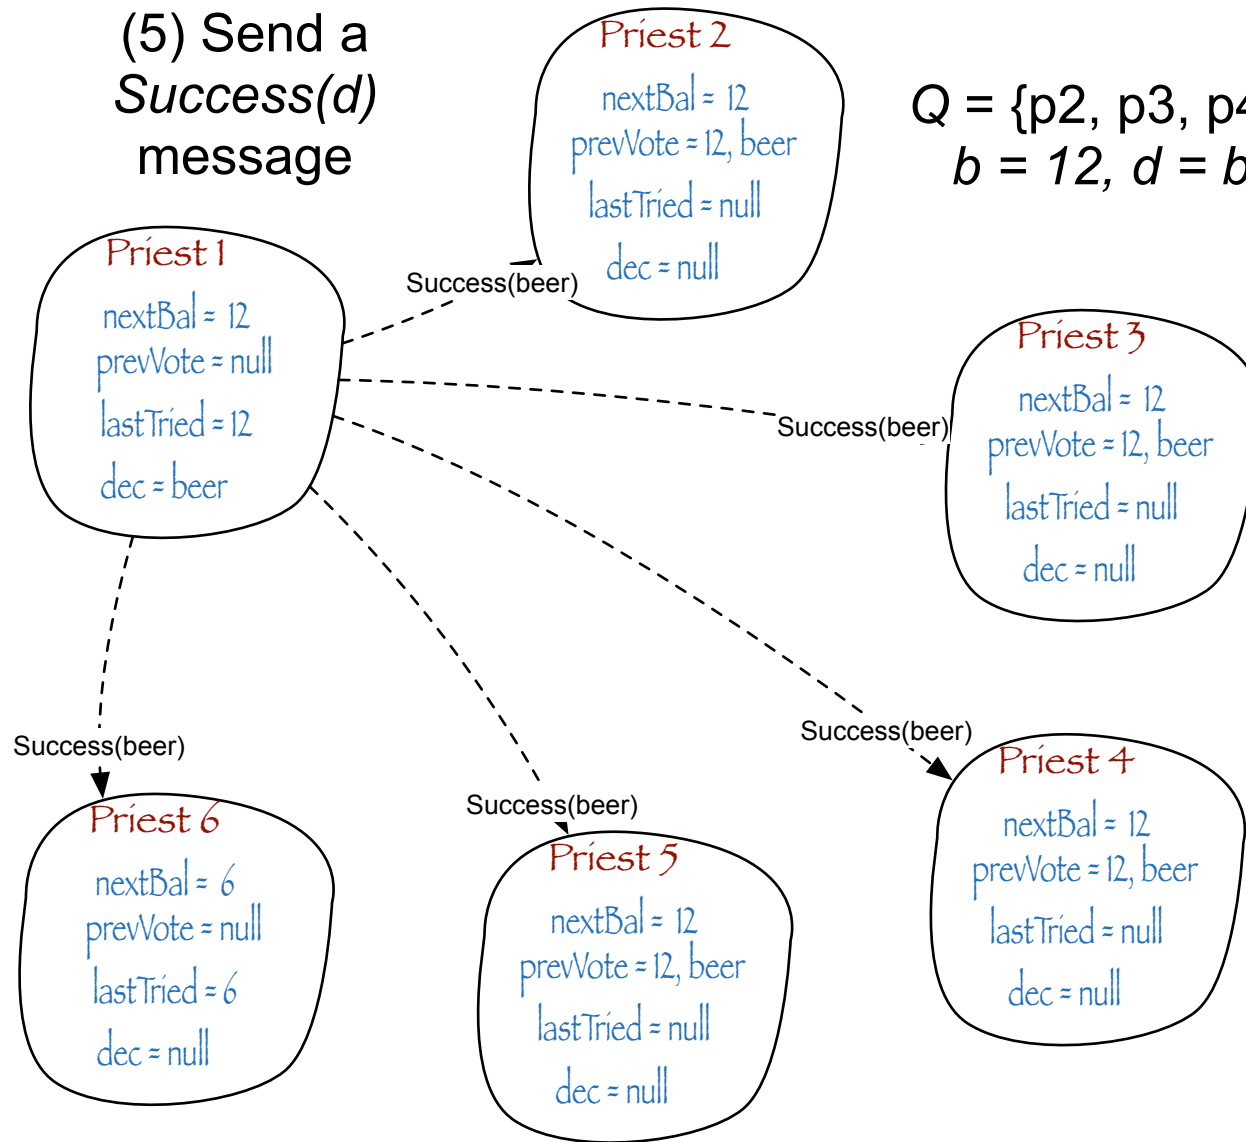 (5) Send a
Success(d)
message
Q = {p2, p3, p4
b = 12, d = b
Priest 2
nextBal = 12
prevVote = 12, beer
lastTried = null
dec = null
Priest 1
nextBal = 12
prevVote = null
lastTried = 12
dec = beer
Success(beer)
Priest 3
nextBal = 12
prevVote = 12, beer
lastTried = null
dec = null
Success(beer)
Success(beer)
Priest 4
nextBal = 12
prevVote = 12, beer
lastTried = null
dec = null
Success(beer)
Priest 6
nextBal = 6
prevVote = null
lastTried = 6
dec = null
Success(beer)
Priest 5
nextBal = 12
prevVote = 12, beer
lastTried = null
dec = null